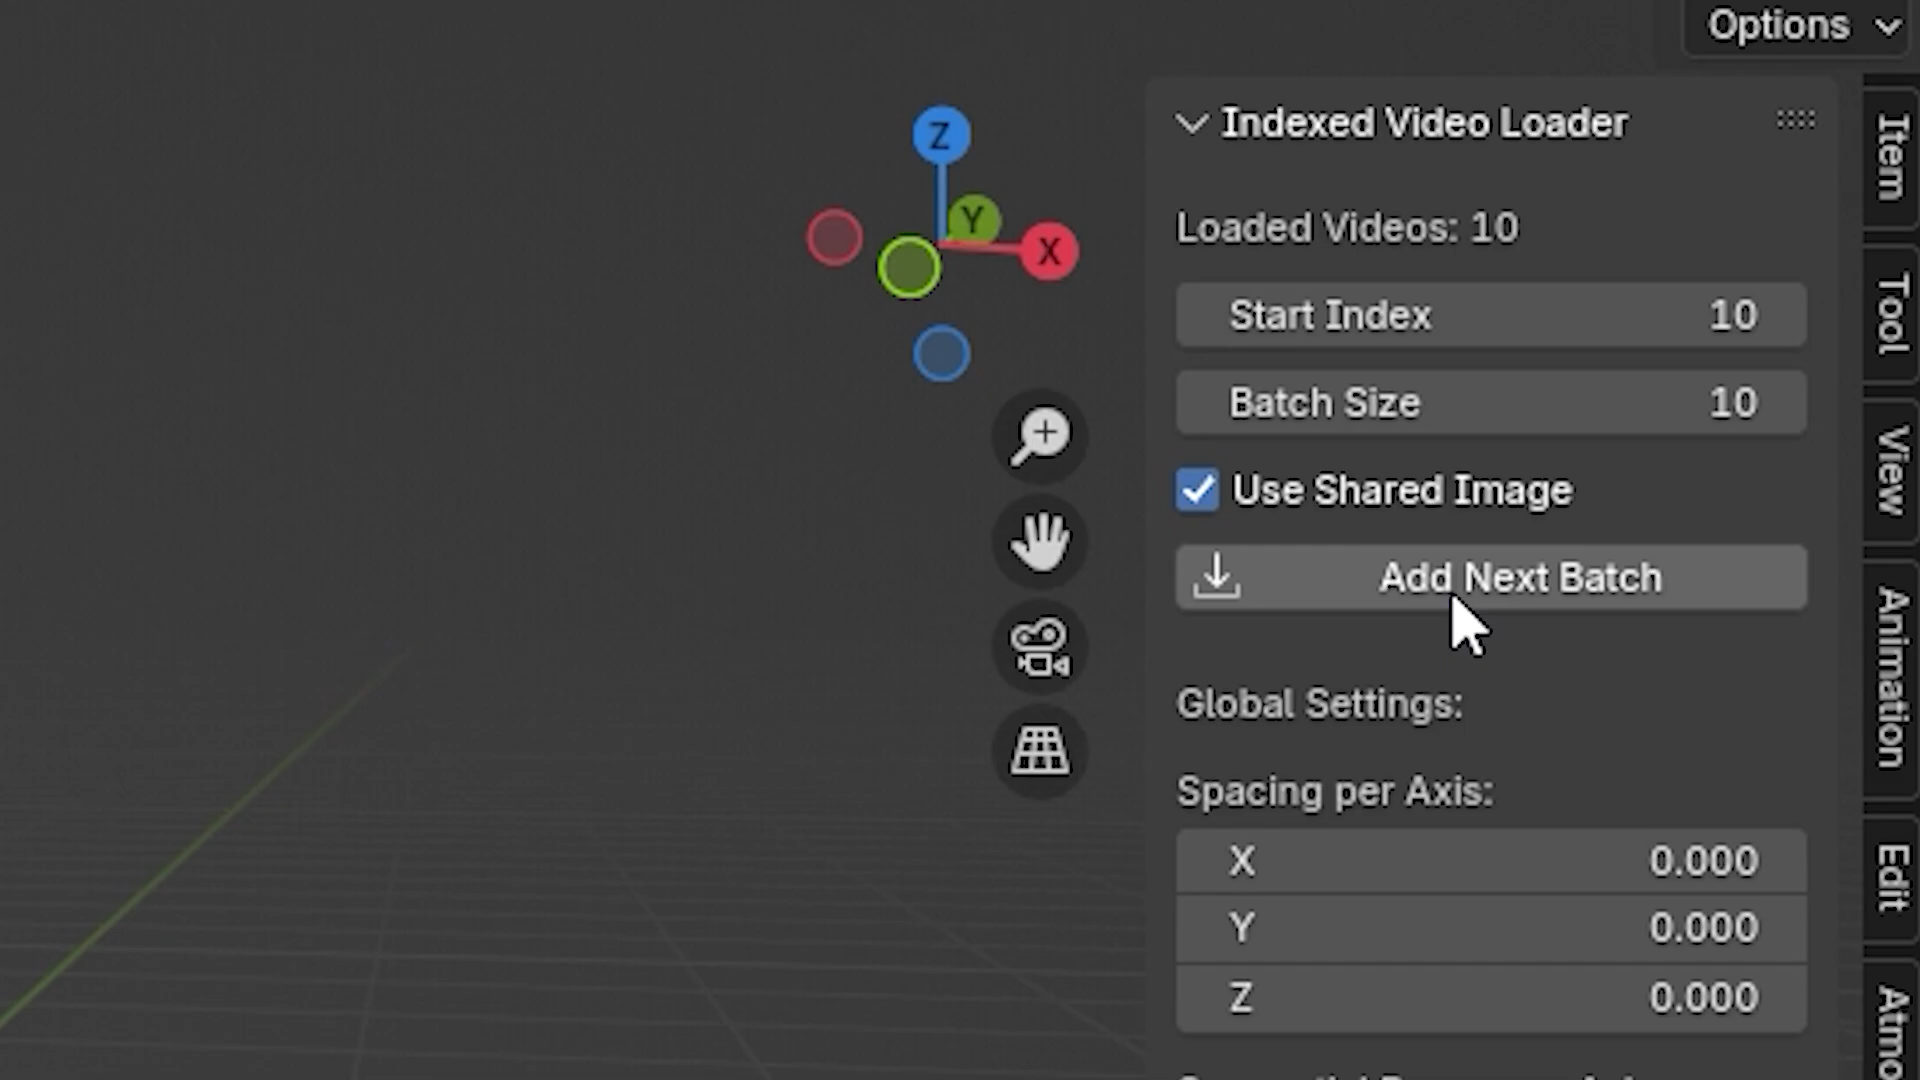 Options
Indexed Video Loader
Loaded Videos: 10
Start Index 10
Batch Size 10
Use Shared Image
Add Next Batch
Global Settings:
Spacing per Axis:
X 0.000
Y 0.000
Z 0.000
Z
Y
X
Item
Tool
View
Animation
Edit